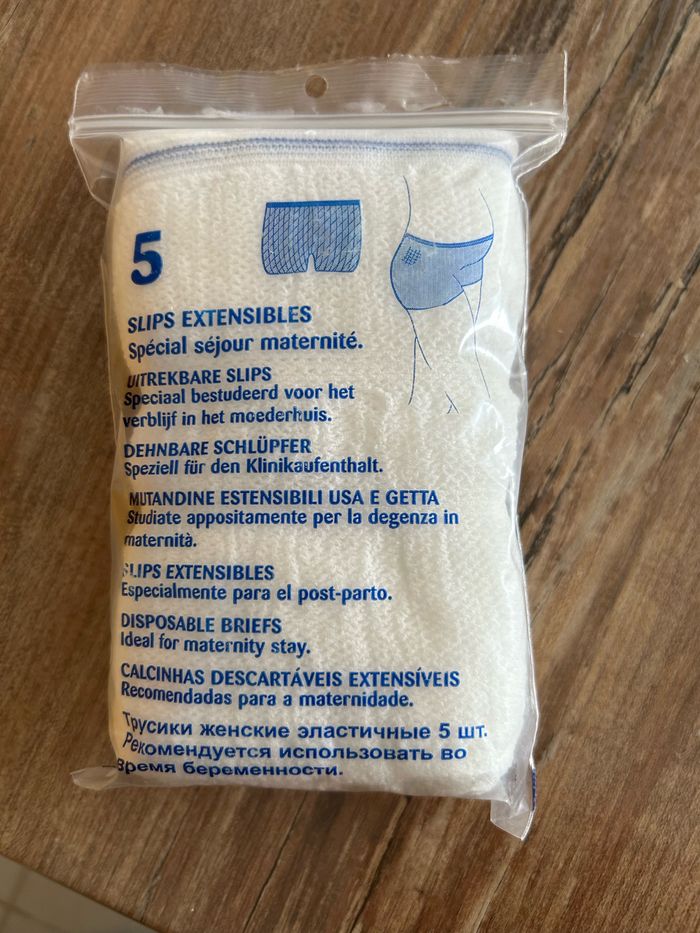 5
SLIPS EXTENSIBLES
Spécial séjour maternité.
UITREKBARE SLIPS
Speciaal bestudeerd voor het
verblijf in het moederhuis.
DEHNBARE SCHLÜPFER
Speziell für den Klinikaufenthalt.
MUTANDINE ESTENSIBILI USA E GETTA
Studiate appositamente per la degenza in
maternità.
SLIPS EXTENSIBLES
Especialmente para el post-parto.
DISPOSABLE BRIEFS
Ideal for maternity stay.
CALCINHAS DESCARTÁVEIS EXTENSÍVEIS
Recomendadas para a maternidade.
Трусики женские эластичные 5 шт.
Рекомендуется использовать во
время беременности.